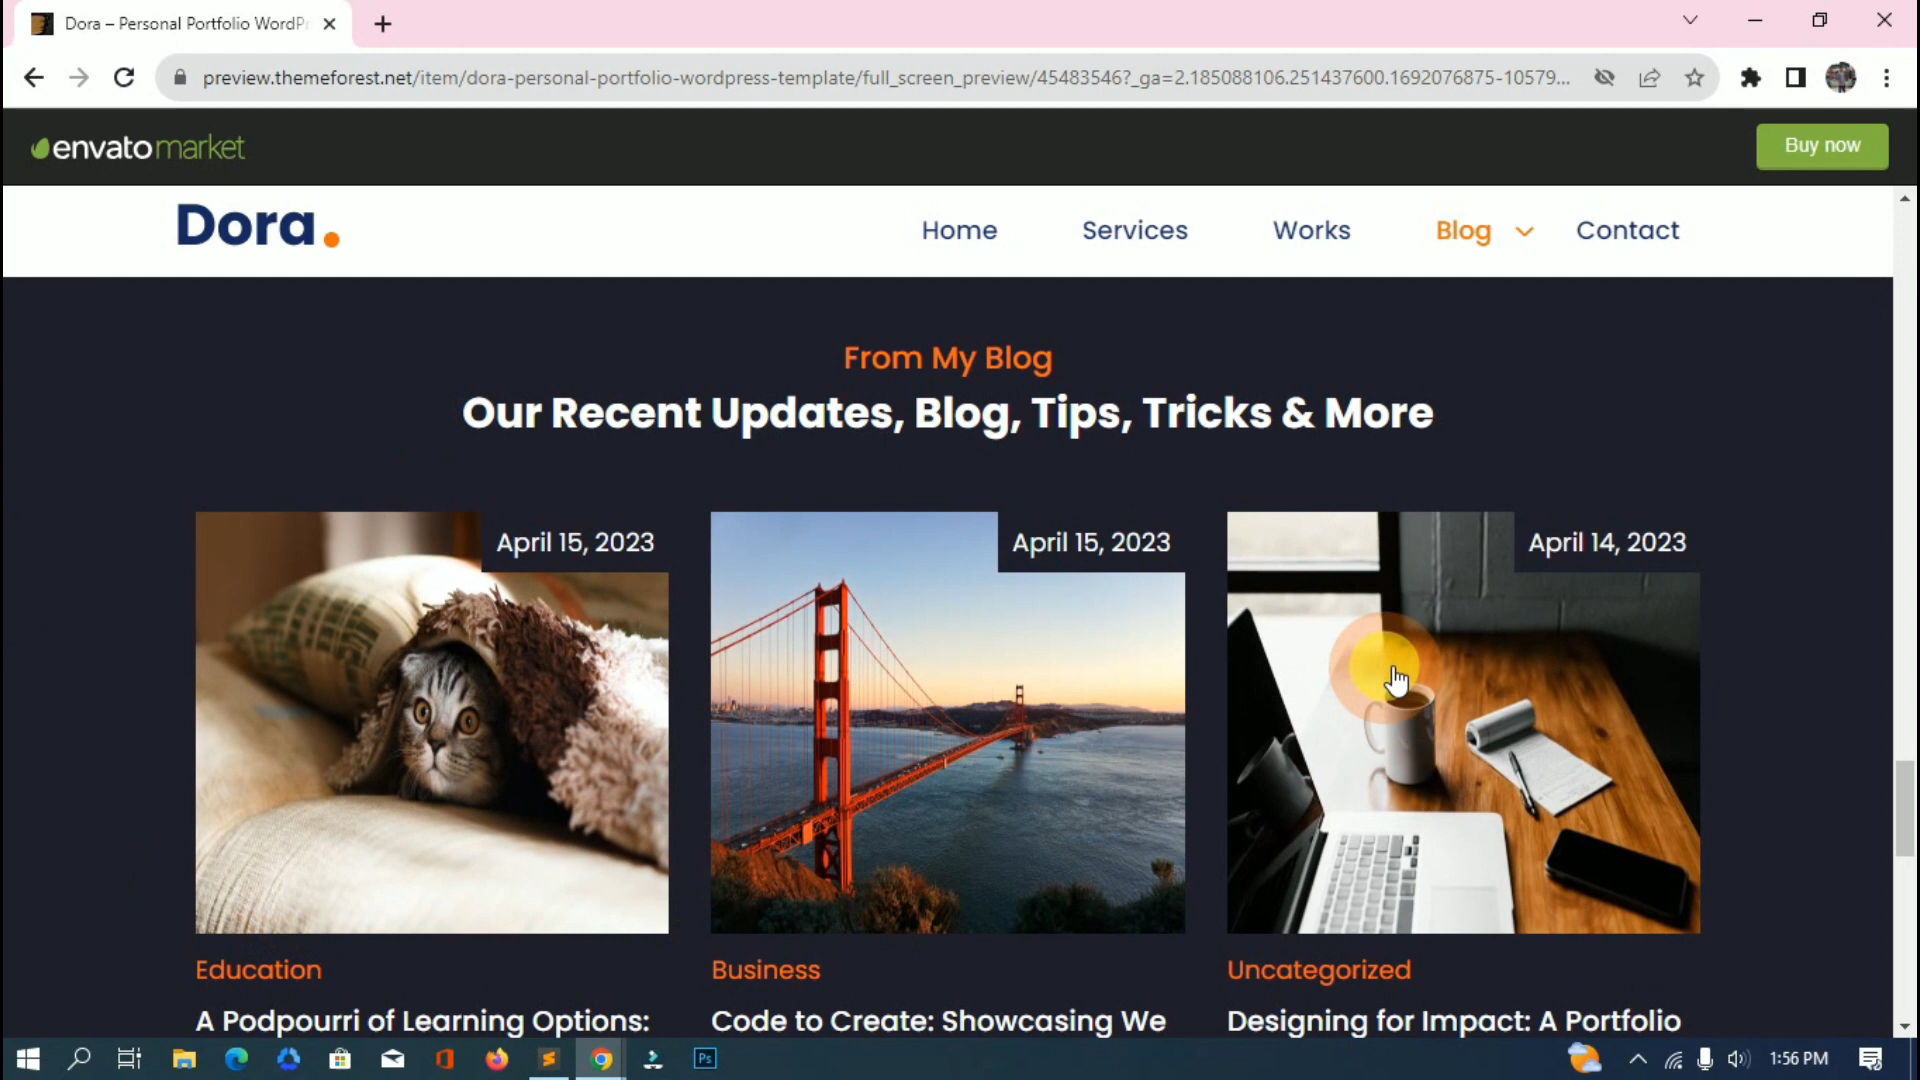 Dora – Personal Portfolio WordPr
preview.themeforest.net/item/dora-personal-portfolio-wordpress-template/full_screen_preview/45483546?_ga=2.185088106.251437600.1692076875-10579...
envatomarket
Buy now
Dora.
Home
Services
Works
Blog
Contact
From My Blog
Our Recent Updates, Blog, Tips, Tricks & More
April 15, 2023
April 15, 2023
April 14, 2023
Education
Business
Uncategorized
A Podpourri of Learning Options:
Code to Create: Showcasing We
Designing for Impact: A Portfolio
Ps
1:56 PM